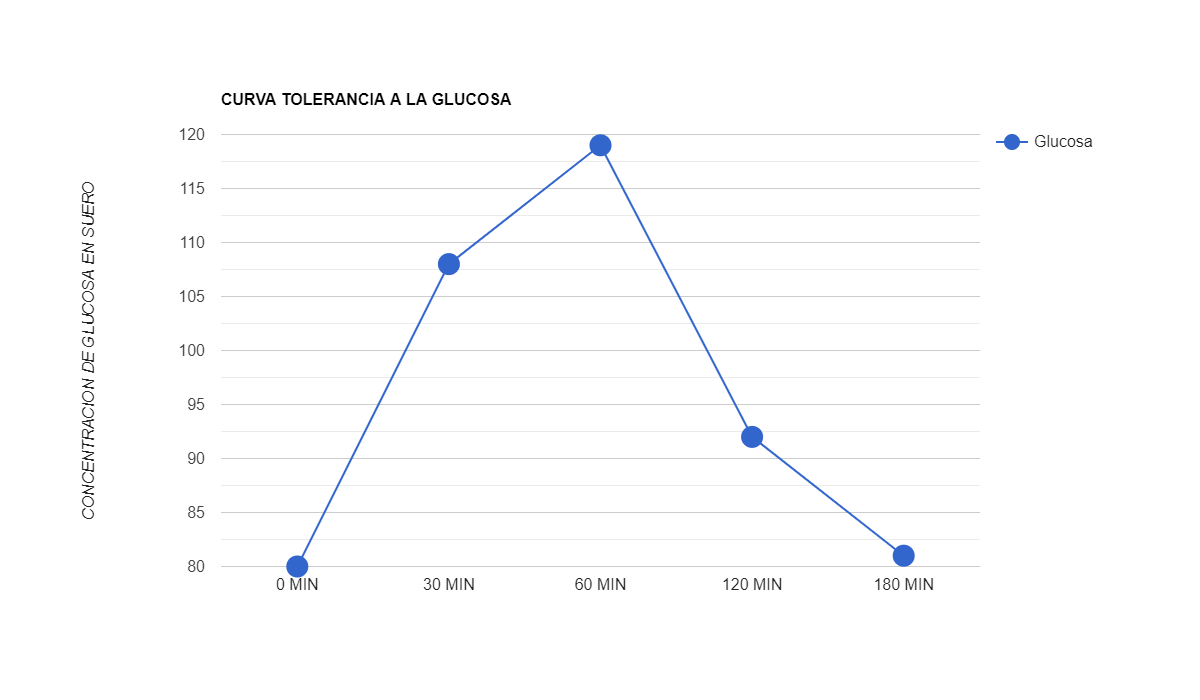 CURVA TOLERANCIA A LA GLUCOSA
Glucosa
CONCENTRACION DE GLUCOSA EN SUERO
120
115
110
105
100
95
90
85
80
0 MIN
30 MIN
60 MIN
120 MIN
180 MIN